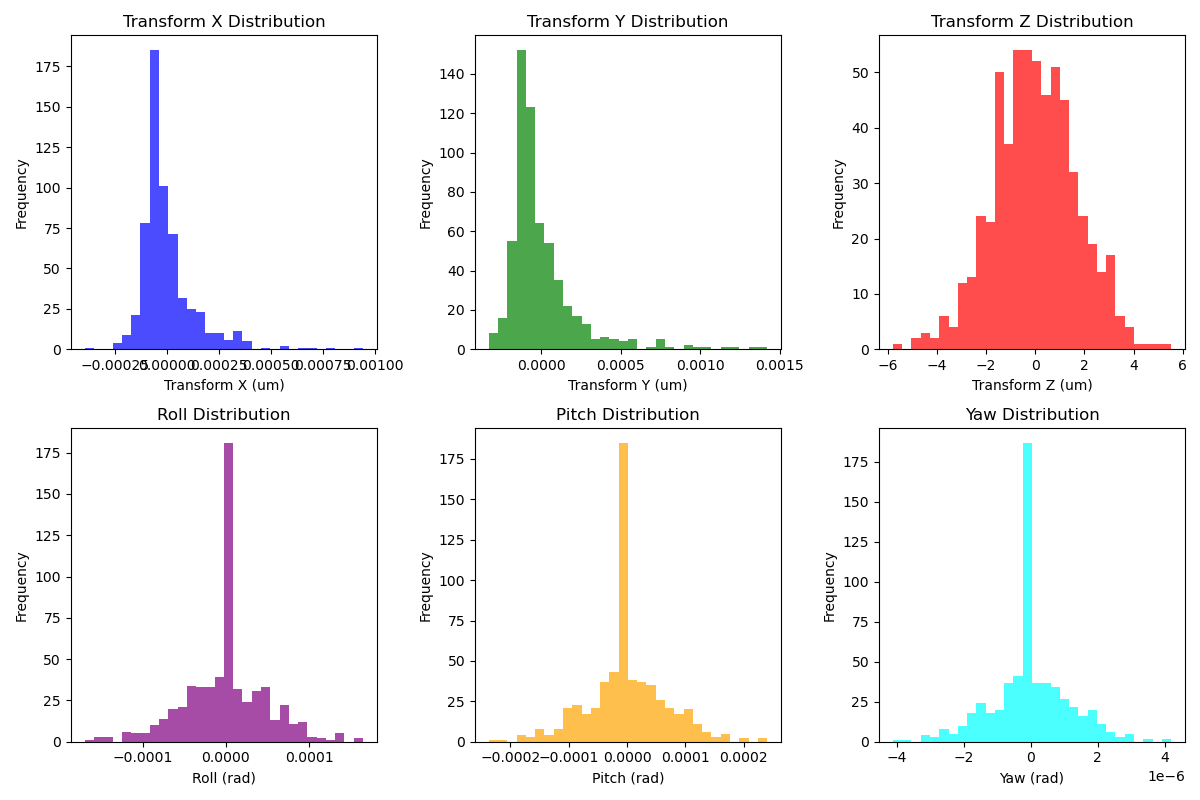 Transform X Distribution
175
150
125
100
75
50
25
0
Frequency
−0.00025 0.00000 0.00025 0.00050 0.00075 0.00100
Transform X (um)
Transform Y Distribution
140
120
100
80
60
40
20
0
Frequency
0.0000 0.0005 0.0010 0.0015
Transform Y (um)
Transform Z Distribution
50
40
30
20
10
0
Frequency
−6 −4 −2 0 2 4 6
Transform Z (um)
Roll Distribution
175
150
125
100
75
50
25
0
Frequency
−0.0001 0.0000 0.0001
Roll (rad)
Pitch Distribution
175
150
125
100
75
50
25
0
Frequency
−0.0002 −0.0001 0.0000 0.0001 0.0002
Pitch (rad)
Yaw Distribution
175
150
125
100
75
50
25
0
Frequency
−4 −2 0 2 4
1e−6
Yaw (rad)